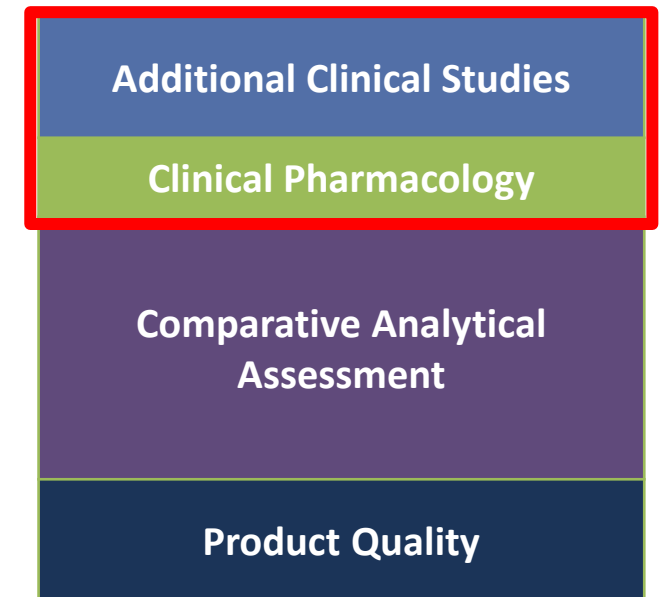 Additional Clinical Studies
Clinical Pharmacology
Comparative Analytical
Assessment
Product Quality